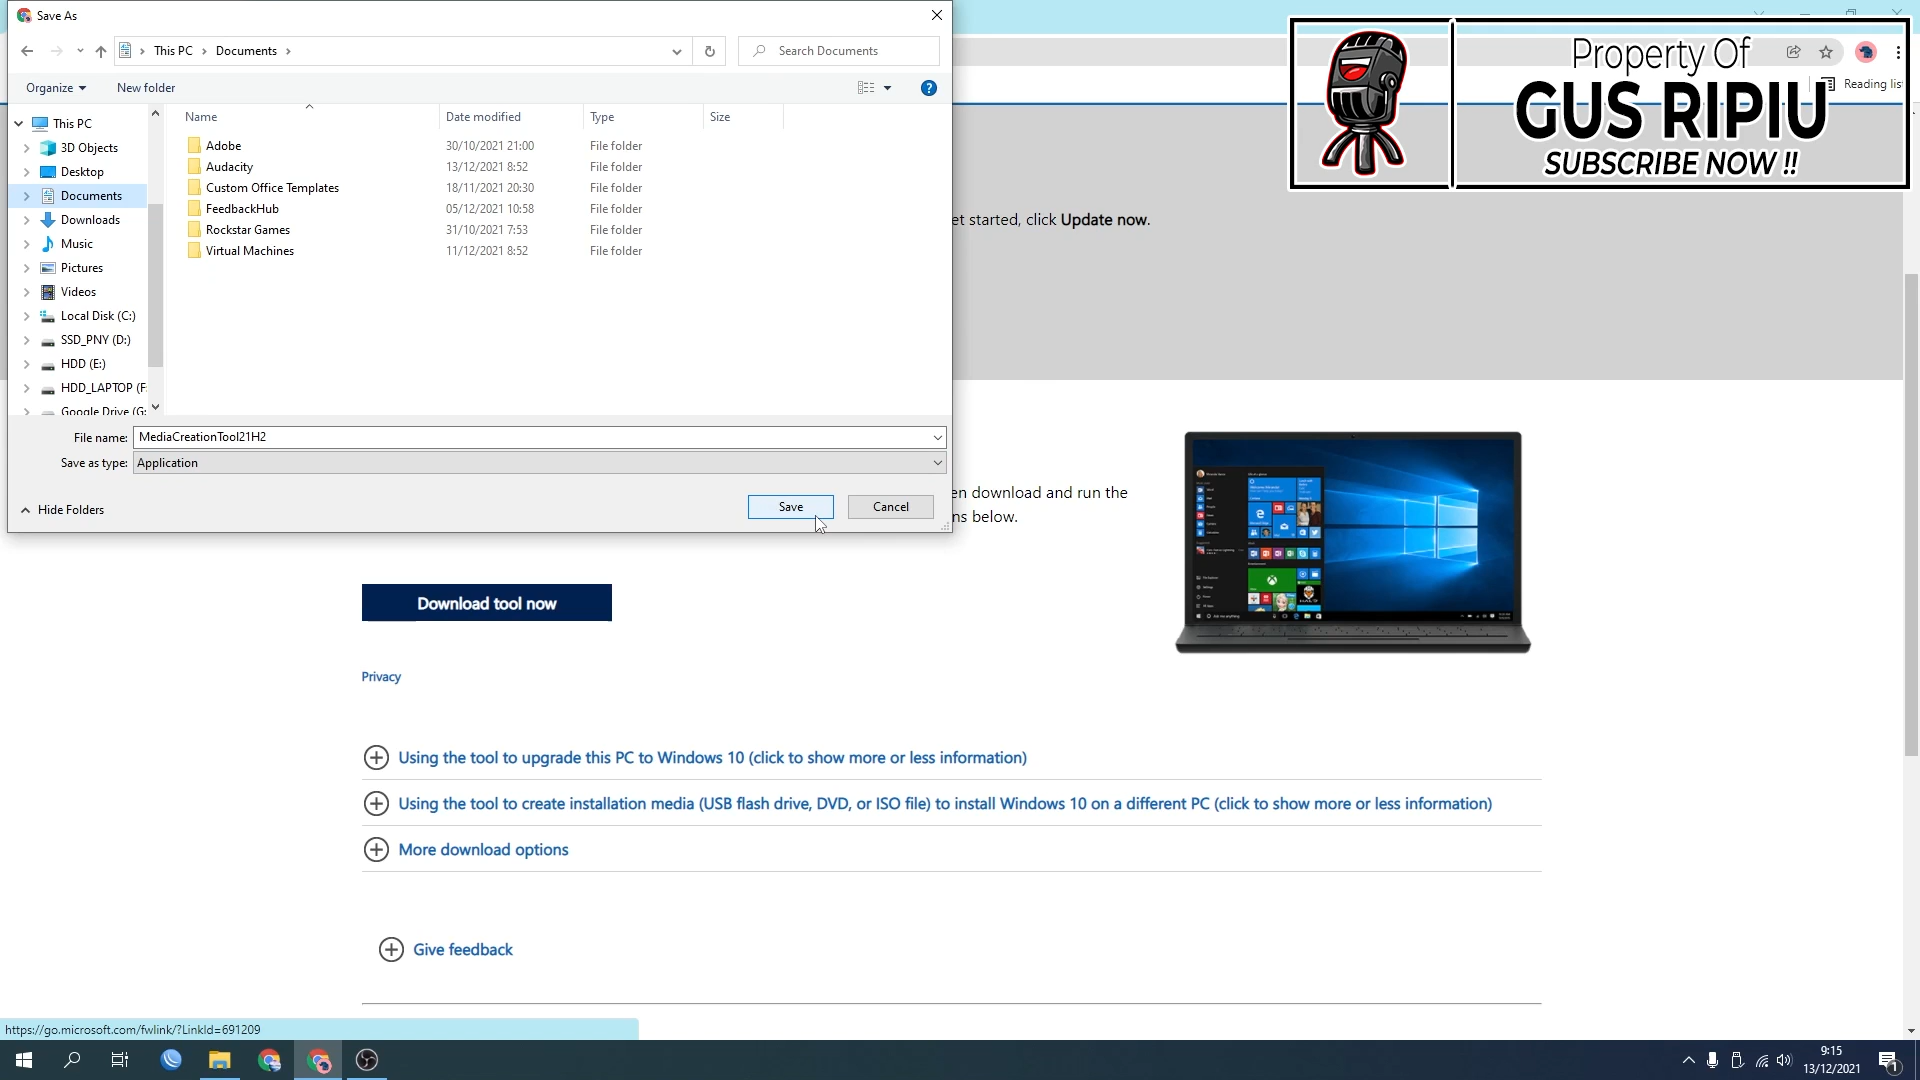 Save As
This PC
Documents
Search Documents
Organize
New folder
Name
Date modified
Type
Size
This PC
3D Objects
Desktop
Documents
Downloads
Music
Pictures
Videos
Local Disk (C:)
SSD_PNY (D:)
HDD (E:)
HDD_LAPTOP (F:
Google Drive (G:
Adobe 30/10/2021 21:00 File folder
Audacity 13/12/2021 8:52 File folder
Custom Office Templates 18/11/2021 20:30 File folder
FeedbackHub 05/12/2021 10:58 File folder
Rockstar Games 31/10/2021 7:53 File folder
Virtual Machines 11/12/2021 8:52 File folder
File name: MediaCreationTool21H2
Save as type: Application
Hide Folders
Save
Cancel
Property Of
GUS RIPIU
SUBSCRIBE NOW !!
Reading lis
et started, click Update now.
en download and run the
ns below.
Download tool now
Privacy
Using the tool to upgrade this PC to Windows 10 (click to show more or less information)
Using the tool to create installation media (USB flash drive, DVD, or ISO file) to install Windows 10 on a different PC (click to show more or less information)
More download options
Give feedback
https://go.microsoft.com/fwlink/?LinkId=691209
9:15
13/12/2021
1